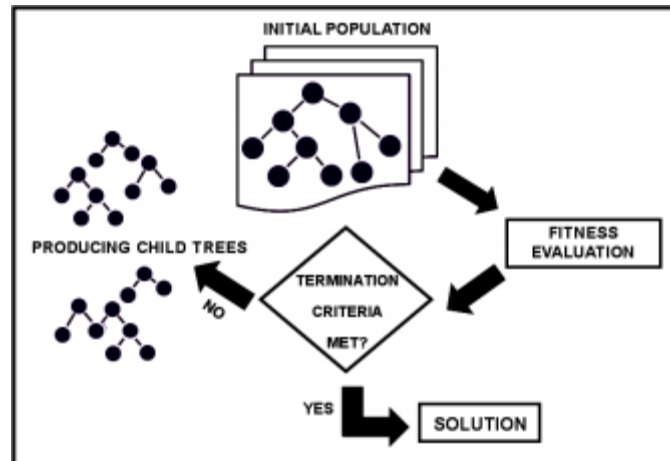 INITIAL POPULATION
FITNESS
EVALUATION
PRODUCING CHILD TREES
TERMINATION
CRITERIA
MET?
NO
YES
SOLUTION